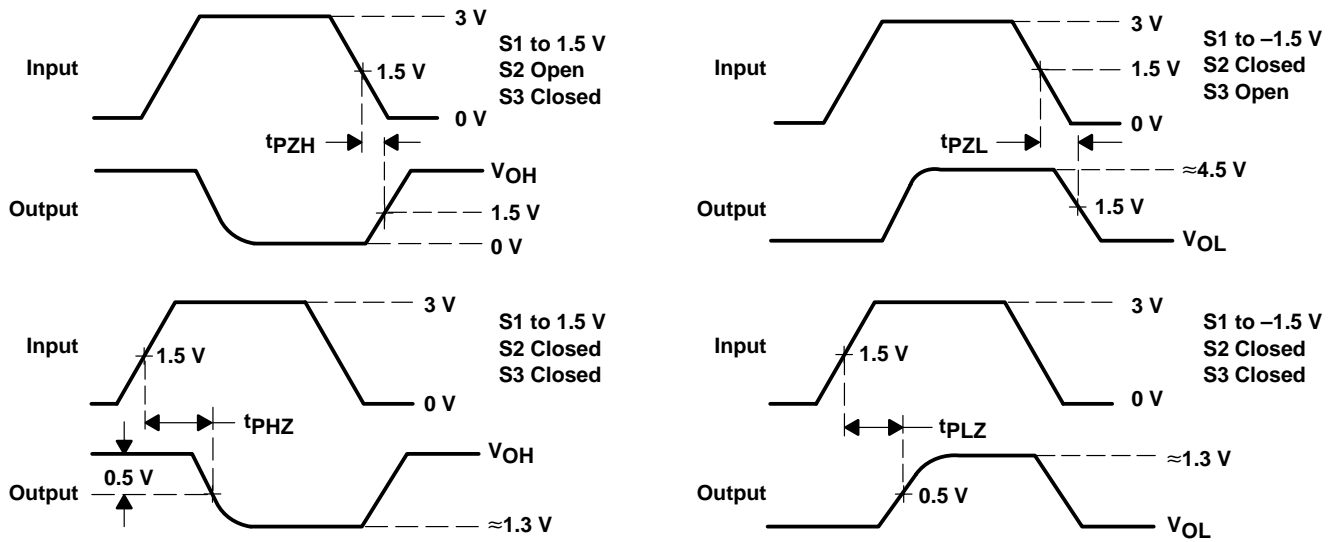 3 V
S1 to 1.5 V
S2 Open
S3 Closed
Input
1.5 V
0 V
tPZH
VOH
Output
1.5 V
0 V
3 V
S1 to –1.5 V
S2 Closed
S3 Open
Input
1.5 V
0 V
tPZL
≈4.5 V
Output
1.5 V
VOL
3 V
S1 to 1.5 V
S2 Closed
S3 Closed
Input
1.5 V
0 V
tPHZ
VOH
0.5 V
Output
≈1.3 V
3 V
S1 to –1.5 V
S2 Closed
S3 Closed
Input
1.5 V
0 V
tPLZ
≈1.3 V
Output
0.5 V
VOL